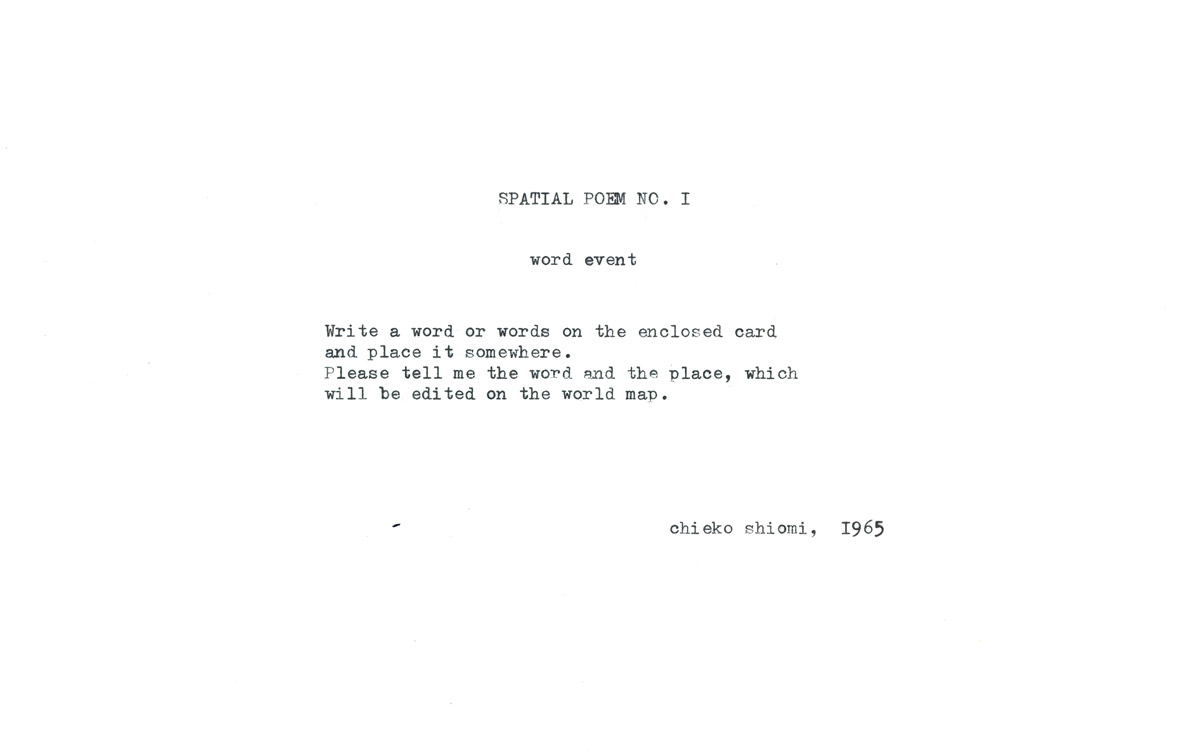 SPATIAL POEM NO. I
word event
Write a word or words on the enclosed card
and place it somewhere.
Please tell me the word and the place, which
will be edited on the world map.
chieko shiomi, 1965